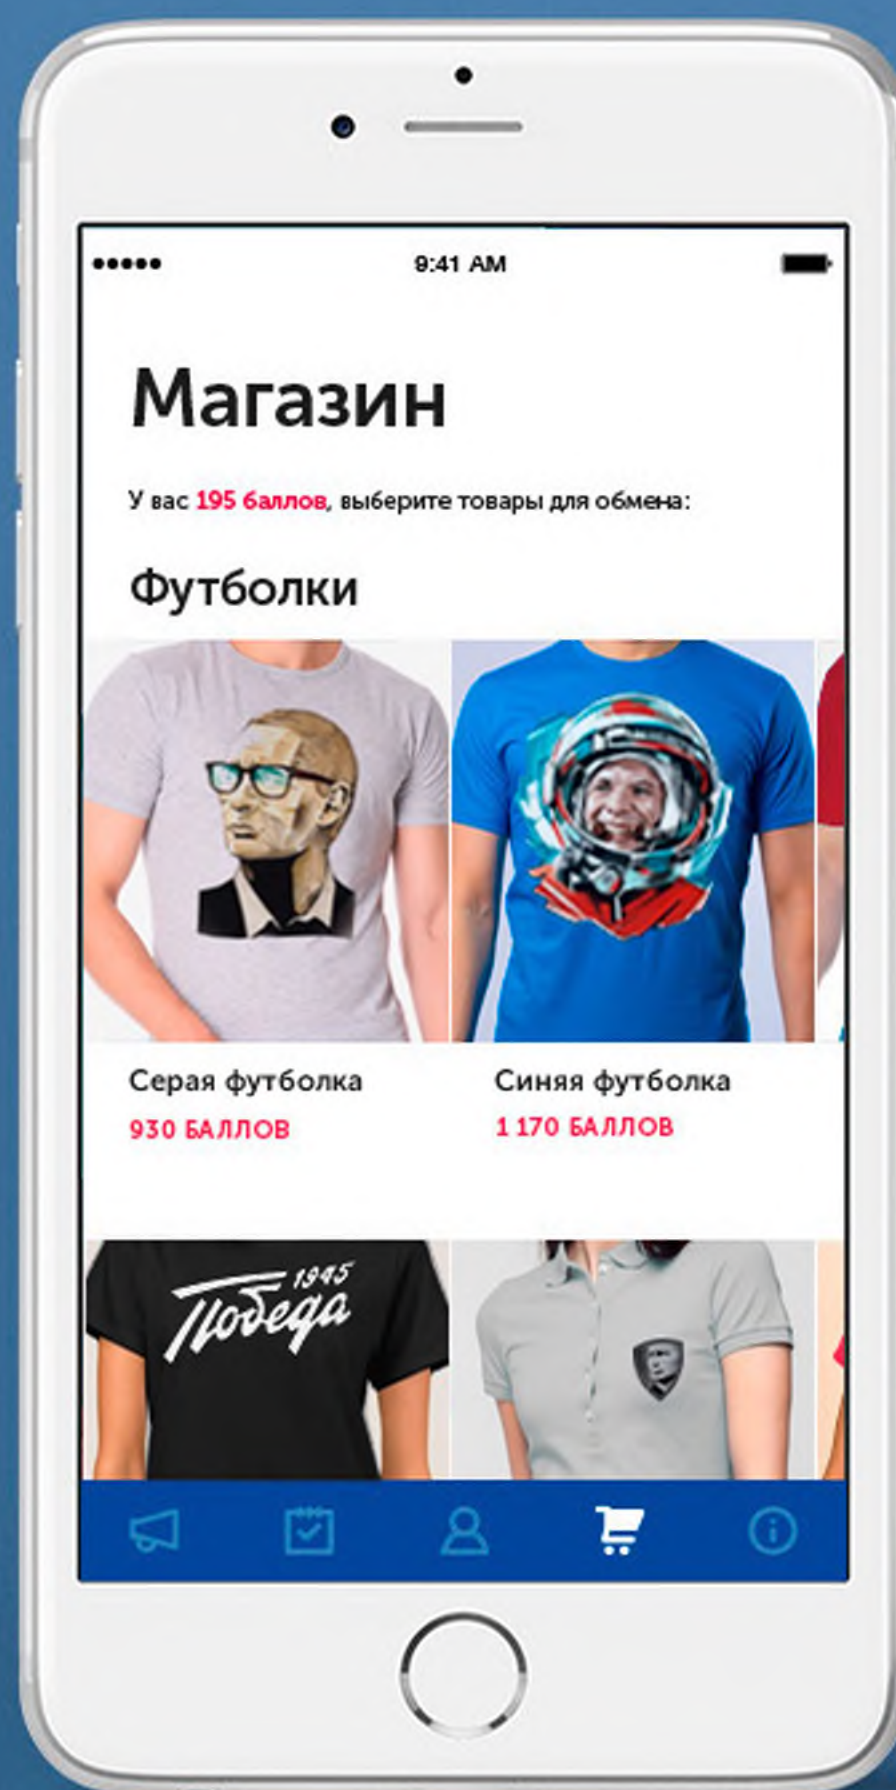 9:41 AM
Магазин
У вас 195 баллов, выберите товары для обмена:
Футболки
Серая футболка
Синяя футболка
930 БАЛЛОВ
1 170 БАЛЛОВ
1945
Победа